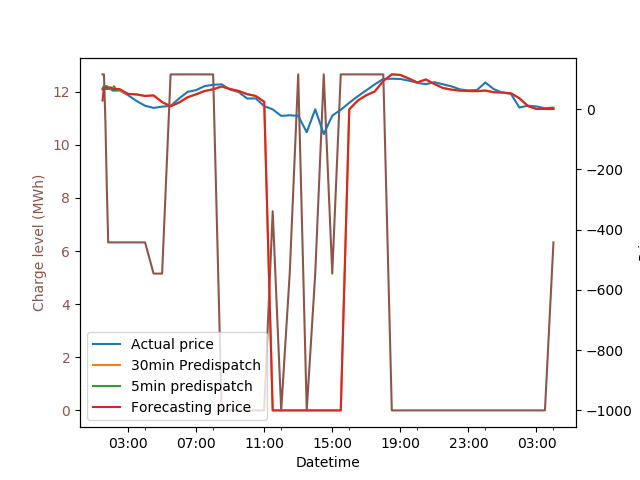 12
10
8
6
4
2
0
Charge level (MWh)
0
−200
−400
−600
−800
−1000
Actual price
30min Predispatch
5min predispatch
Forecasting price
03:00 07:00 11:00 15:00 19:00 23:00 03:00
Datetime